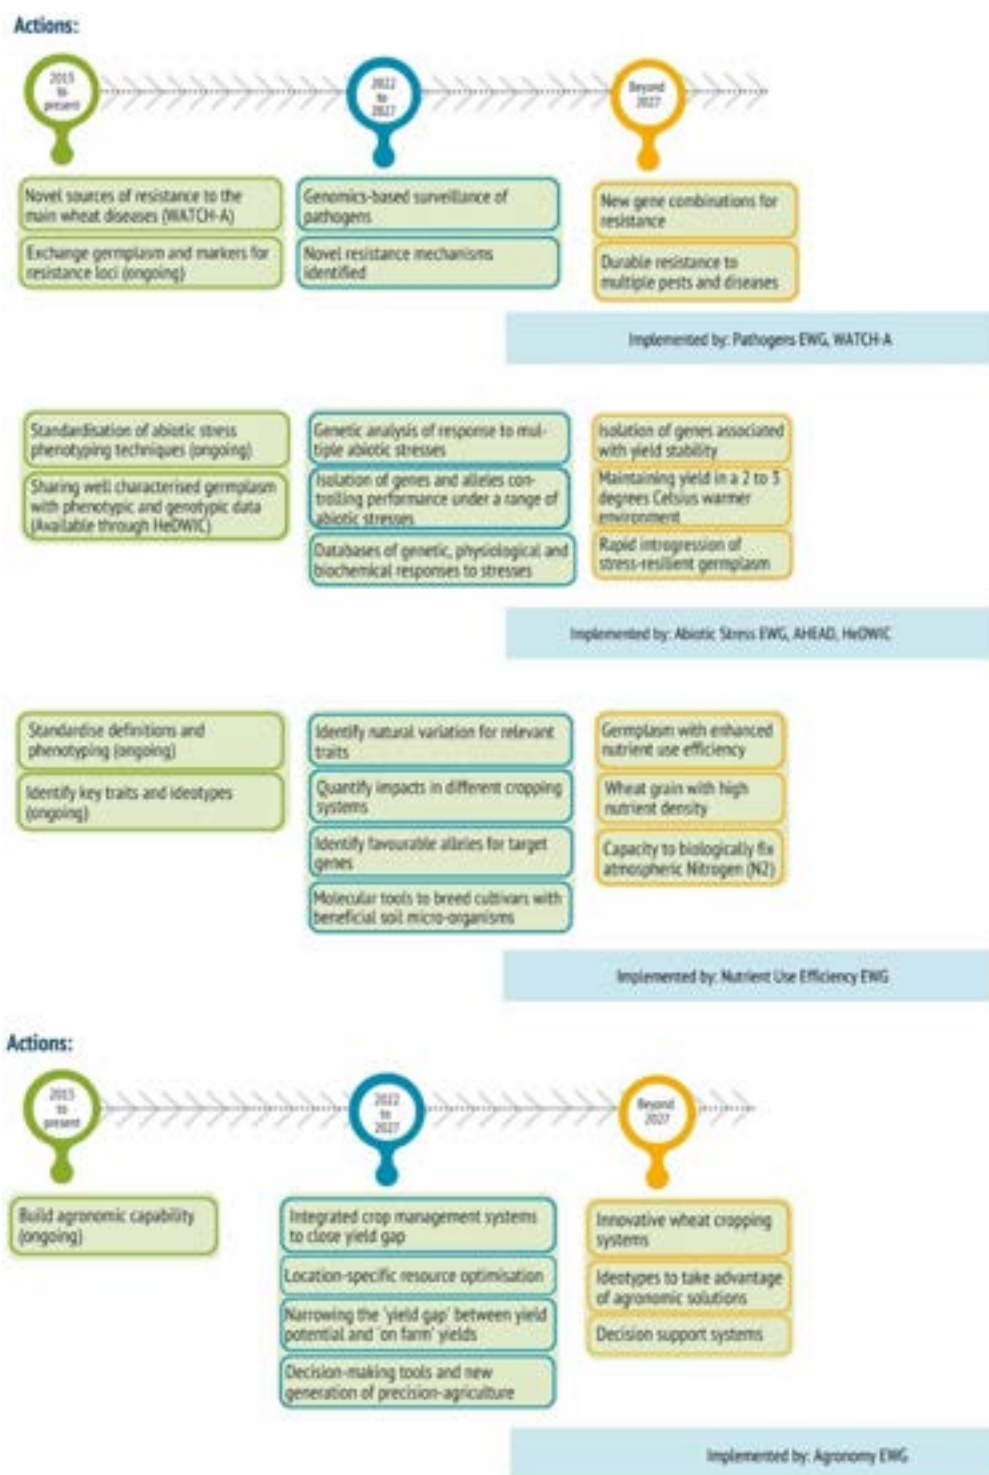 Actions:
2015
to
present
2022
to
2027
Beyond
2027
Novel sources of resistance to the
main wheat diseases (WATCH-A)
Exchange germplasm and markers for
resistance loci (ongoing)
Genomics-based surveillance of
pathogens
Novel resistance mechanisms
identified
New gene combinations for
resistance
Durable resistance to
multiple pests and diseases
Implemented by: Pathogens EWG, WATCH-A
Standardisation of abiotic stress
phenotyping techniques (ongoing)
Sharing well characterised germplasm
with phenotypic and genotypic data
(Available through HeDWIC)
Genetic analysis of response to mul-
tiple abiotic stresses
Isolation of genes and alleles con-
trolling performance under a range of
abiotic stresses
Databases of genetic, physiological and
biochemical responses to stresses
Isolation of genes associated
with yield stability
Maintaining yield in a 2 to 3
degrees Celsius warmer
environment
Rapid introgression of
stress-resilient germplasm
Implemented by: Abiotic Stress EWG, AHEAD, HeDWIC
Standardise definitions and
phenotyping (ongoing)
Identify key traits and ideotypes
(ongoing)
Identify natural variation for relevant
traits
Quantify impacts in different cropping
systems
Identify favourable alleles for target
genes
Molecular tools to breed cultivars with
beneficial soil micro-organisms
Germplasm with enhanced
nutrient use efficiency
Wheat grain with high
nutrient density
Capacity to biologically fix
atmospheric Nitrogen (N2)
Implemented by: Nutrient Use Efficiency EWG
Actions:
2015
to
present
2022
to
2027
Beyond
2027
Build agronomic capability
(ongoing)
Integrated crop management systems
to close yield gap
Location-specific resource optimisation
Narrowing the 'yield gap' between yield
potential and 'on farm' yields
Decision-making tools and new
generation of precision-agriculture
Innovative wheat cropping
systems
Ideotypes to take advantage
of agronomic solutions
Decision support systems
Implemented by: Agronomy EWG